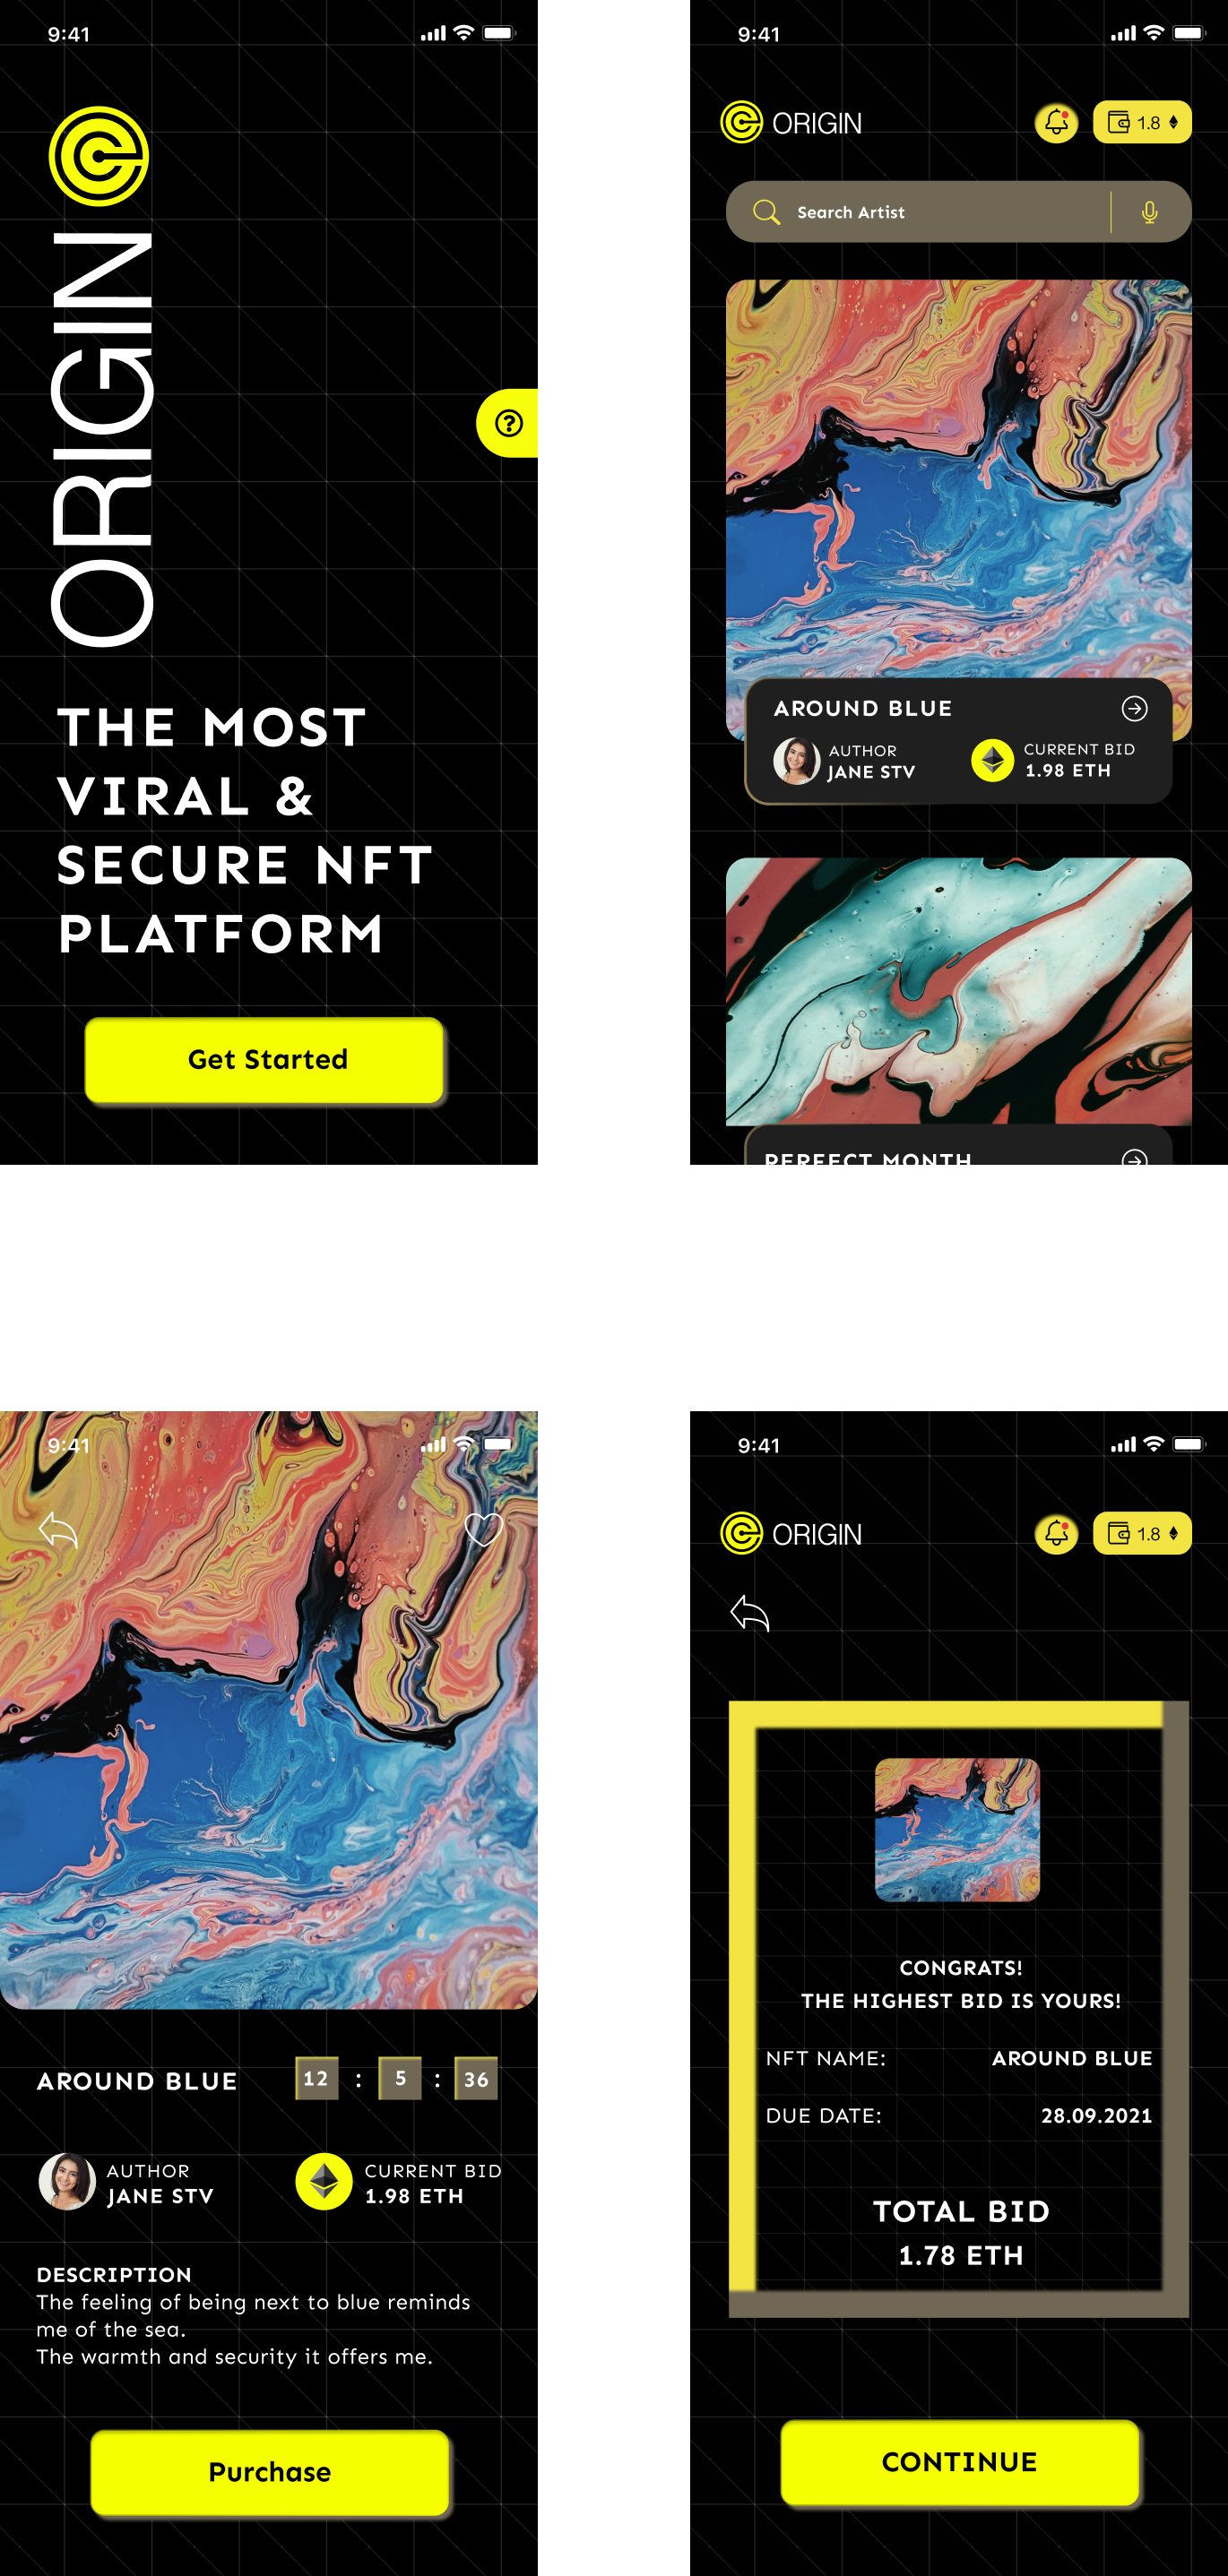 9:41
ORIGIN
THE MOST
VIRAL &
SECURE NFT
PLATFORM
Get Started
9:41
ORIGIN
1.8
Search Artist
AROUND BLUE
AUTHOR
JANE STV
CURRENT BID
1.98 ETH
PERFECT MONTH
9:41
AROUND BLUE
12 : 5 : 36
AUTHOR
JANE STV
CURRENT BID
1.98 ETH
DESCRIPTION
The feeling of being next to blue reminds
me of the sea.
The warmth and security it offers me.
Purchase
9:41
ORIGIN
1.8
CONGRATS!
THE HIGHEST BID IS YOURS!
NFT NAME: AROUND BLUE
DUE DATE: 28.09.2021
TOTAL BID
1.78 ETH
CONTINUE